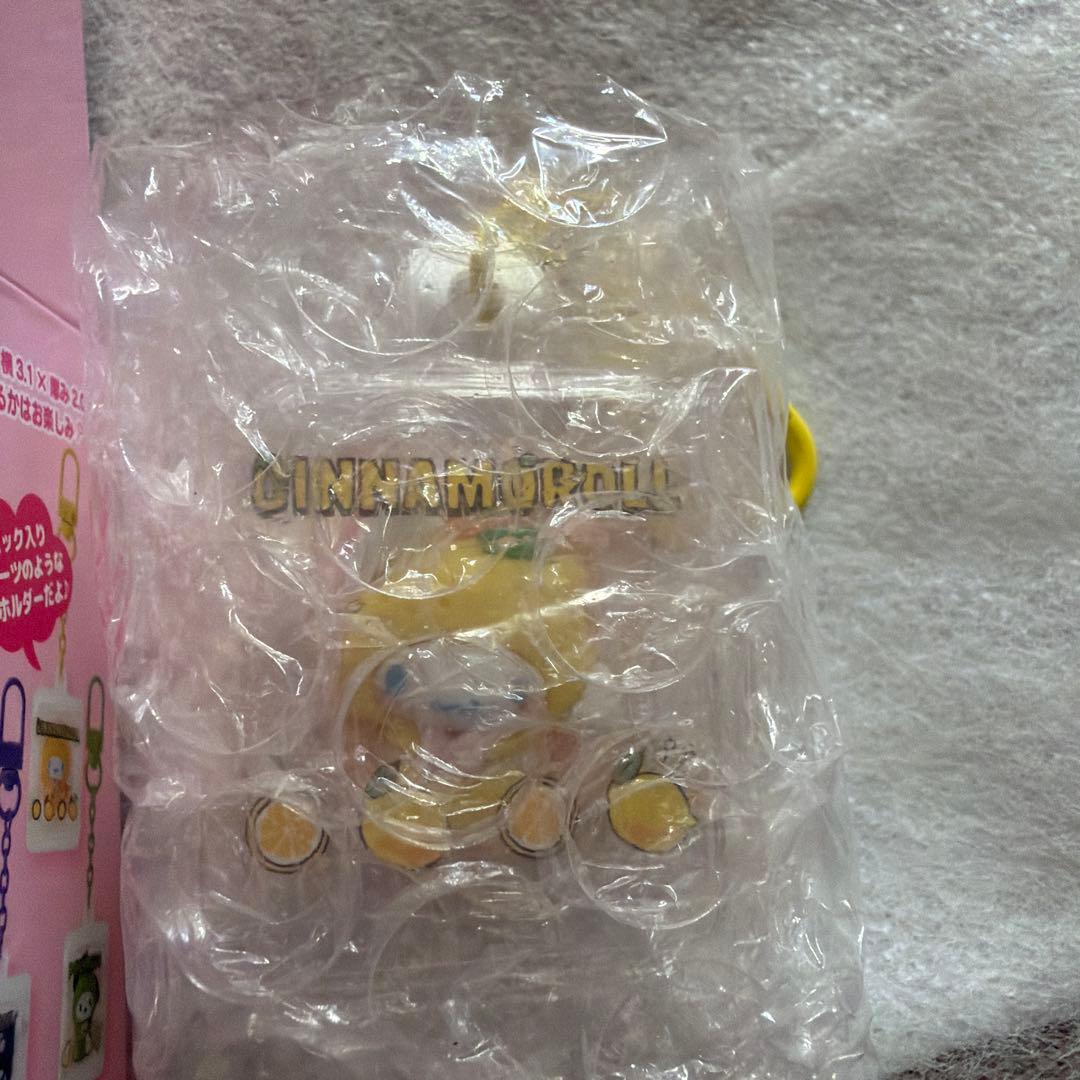 横3.1×厚み2.
るかはお楽しみ
ック入り
ーツのような
ホルダーだよ♪
CINNAMOROLL